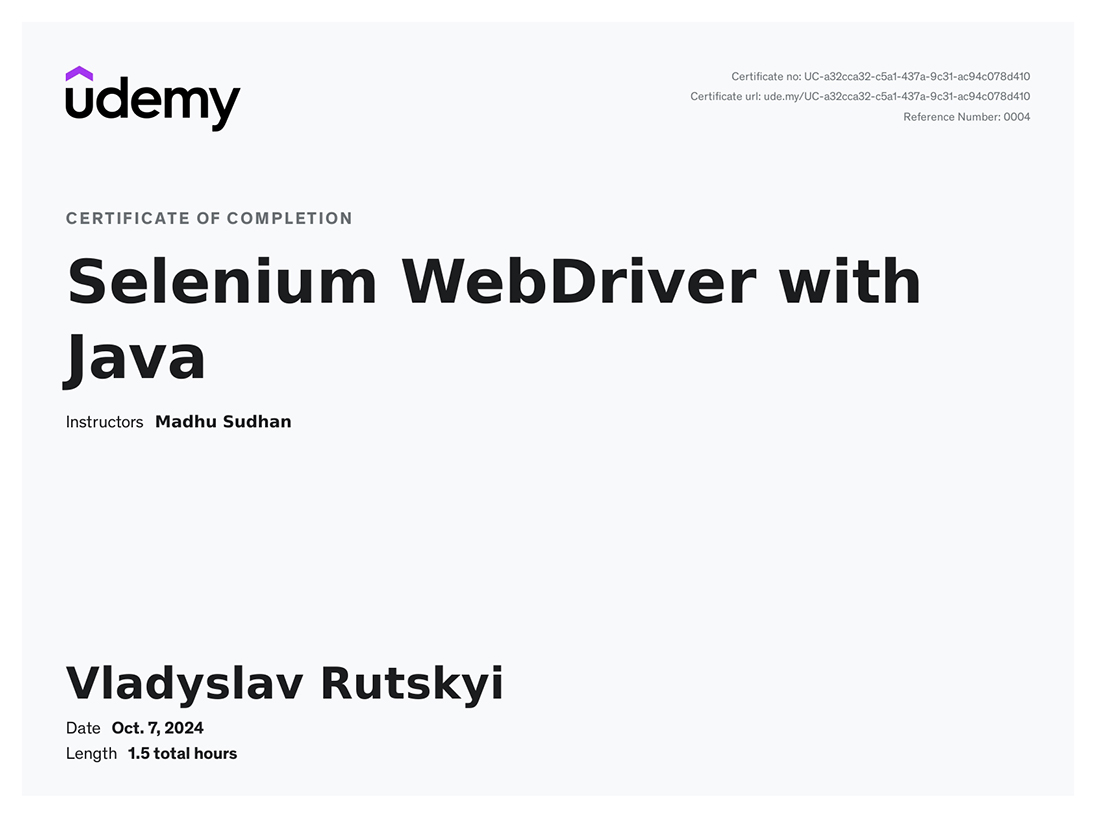 udemy
Certificate no: UC-a32cca32-c5a1-437a-9c31-ac94c078d410
Certificate url: ude.my/UC-a32cca32-c5a1-437a-9c31-ac94c078d410
Reference Number: 0004
CERTIFICATE OF COMPLETION
Selenium WebDriver with
Java
Instructors Madhu Sudhan
Vladyslav Rutskyi
Date Oct. 7, 2024
Length 1.5 total hours